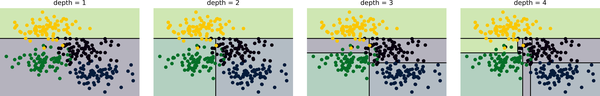 depth = 1
depth = 2
depth = 3
depth = 4